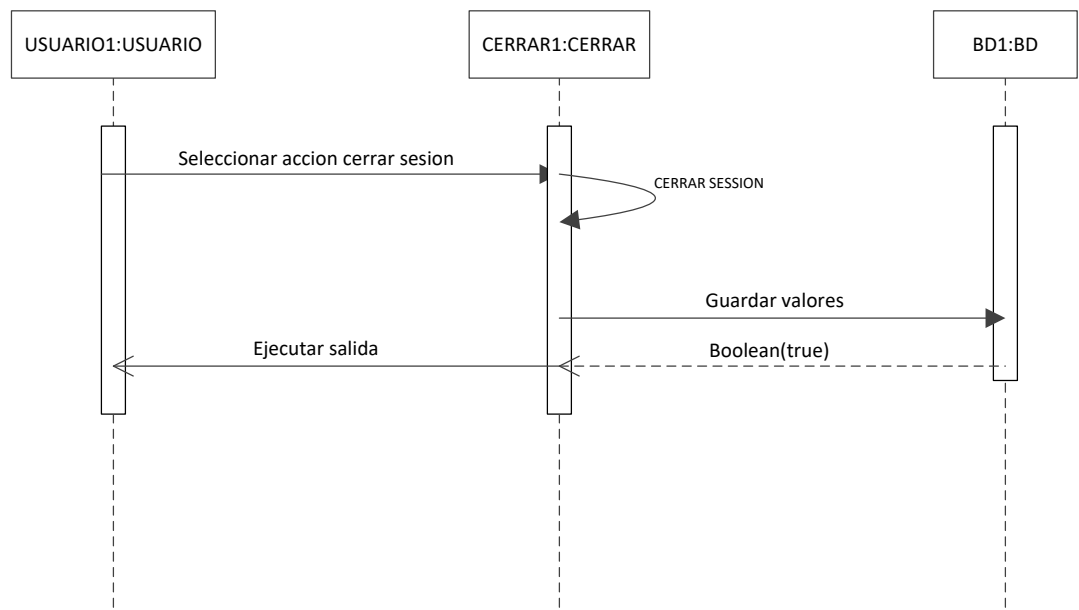 USUARIO1:USUARIO
CERRAR1:CERRAR
BD1:BD
Seleccionar accion cerrar sesion
CERRAR SESSION
Guardar valores
Ejecutar salida
Boolean(true)